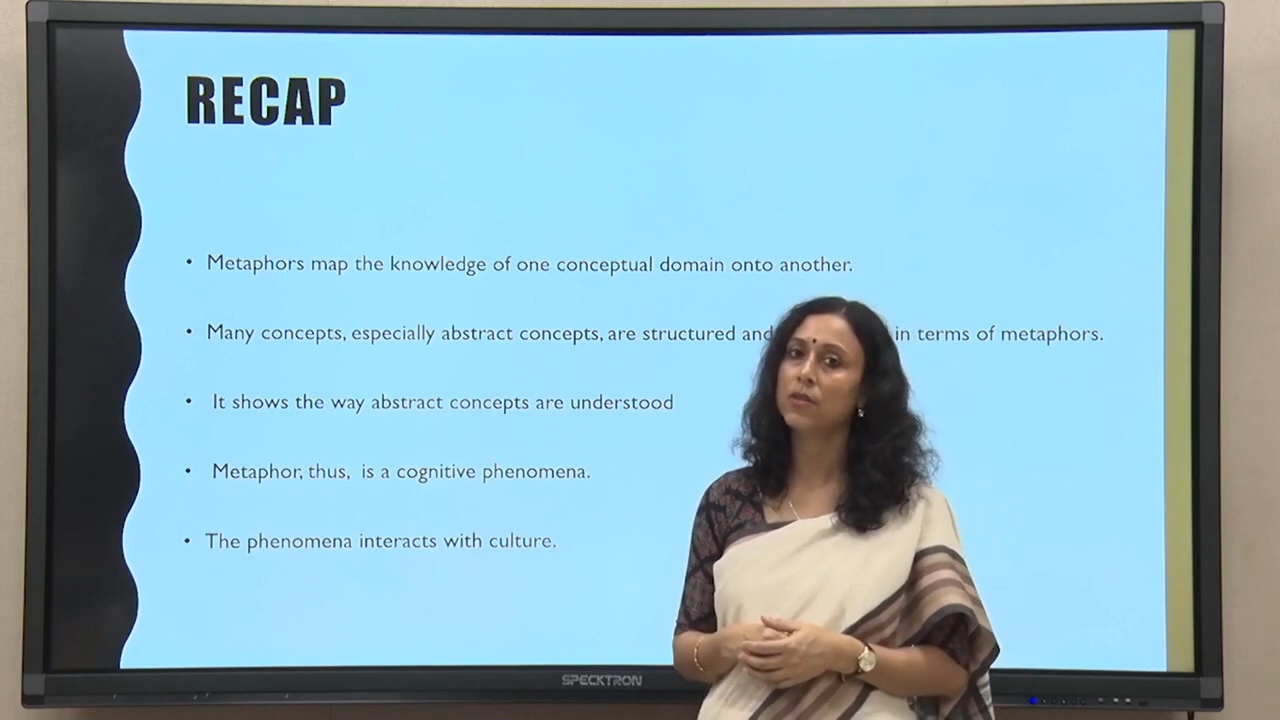 RECAP
• Metaphors map the knowledge of one conceptual domain onto another.
• Many concepts, especially abstract concepts, are structured and in terms of metaphors.
• It shows the way abstract concepts are understood
• Metaphor, thus, is a cognitive phenomena.
• The phenomena interacts with culture.
SPECKTRON